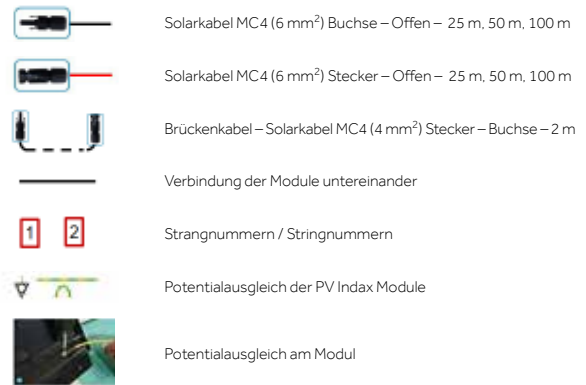 Solarkabel MC4 (6 mm²) Buchse – Offen – 25 m, 50 m, 100 m
Solarkabel MC4 (6 mm²) Stecker – Offen – 25 m, 50 m, 100 m
Brückenkabel – Solarkabel MC4 (4 mm²) Stecker – Buchse – 2 m
Verbindung der Module untereinander
1 2 Strangnummern / Stringnummern
Potentialausgleich der PV Indax Module
Potentialausgleich am Modul